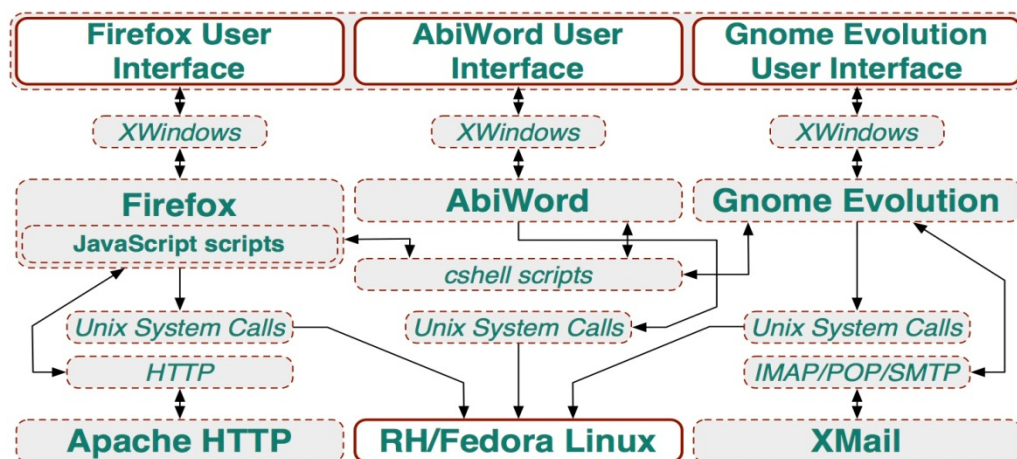 Firefox User
Interface
AbiWord User
Interface
Gnome Evolution
User Interface
XWindows
XWindows
XWindows
Firefox
JavaScript scripts
AbiWord
Gnome Evolution
cshell scripts
Unix System Calls
Unix System Calls
Unix System Calls
HTTP
IMAP/POP/SMTP
Apache HTTP
RH/Fedora Linux
XMail